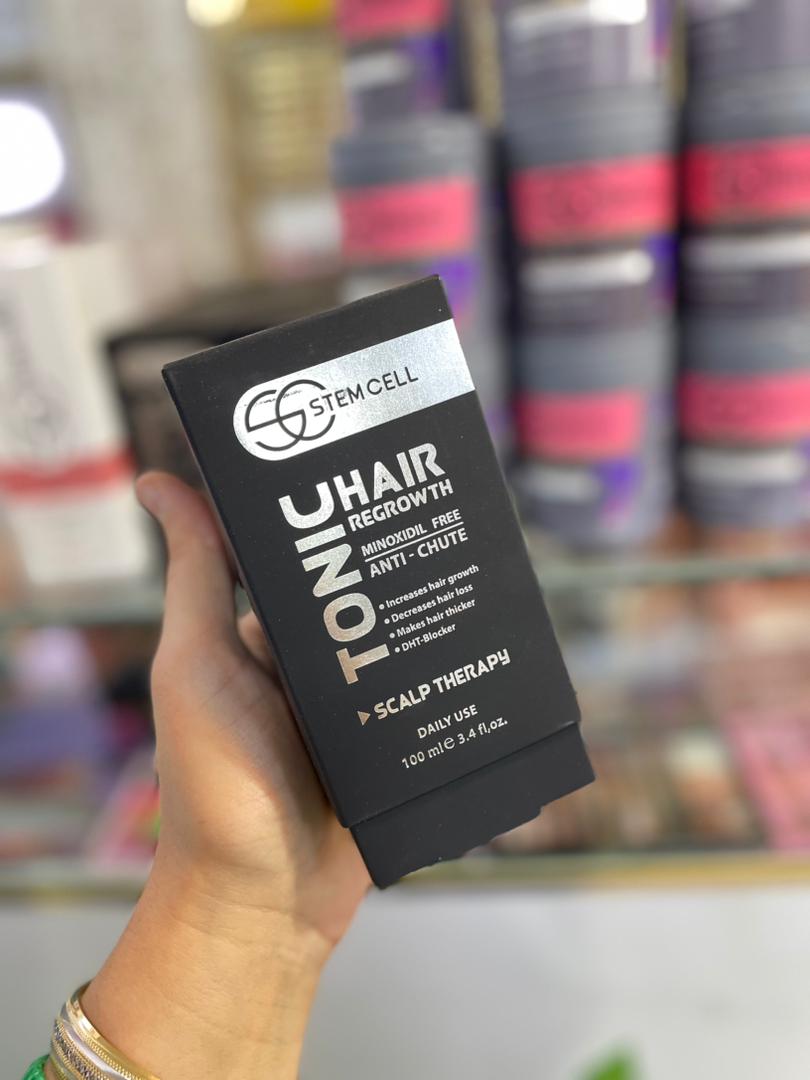 SC STEM CELL
TONIC
HAIR
REGROWTH
MINOXIDIL FREE
ANTI-CHUTE
• Increases hair growth
• Decreases hair loss
• Makes hair thicker
• DHT-Blocker
SCALP THERAPY
DAILY USE
100 ml℮ 3.4 fl,oz.